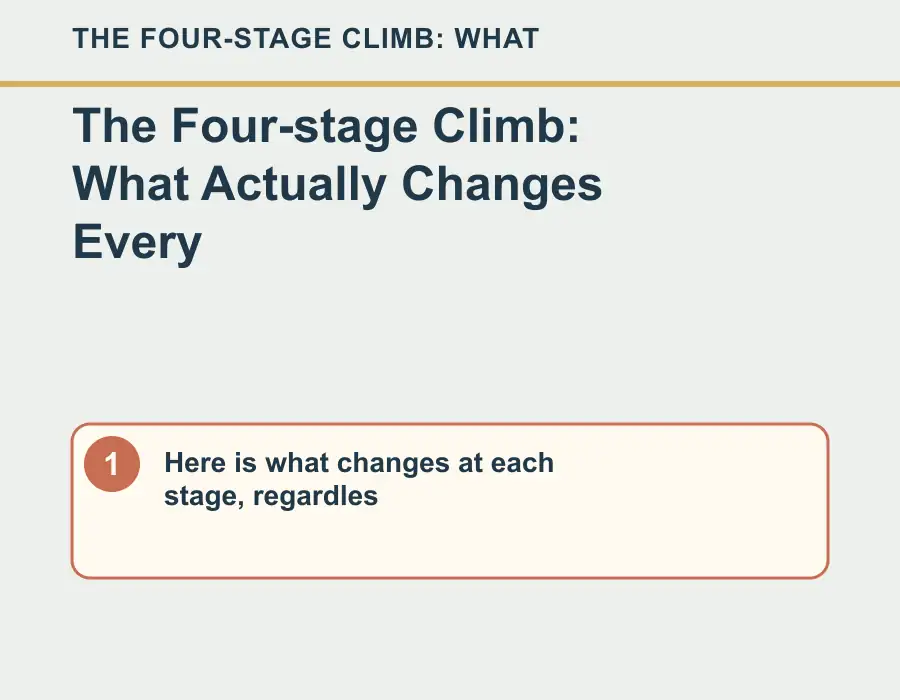 THE FOUR-STAGE CLIMB: WHAT
The Four-stage Climb:
What Actually Changes
Every
1
Here is what changes at each
stage, regardles